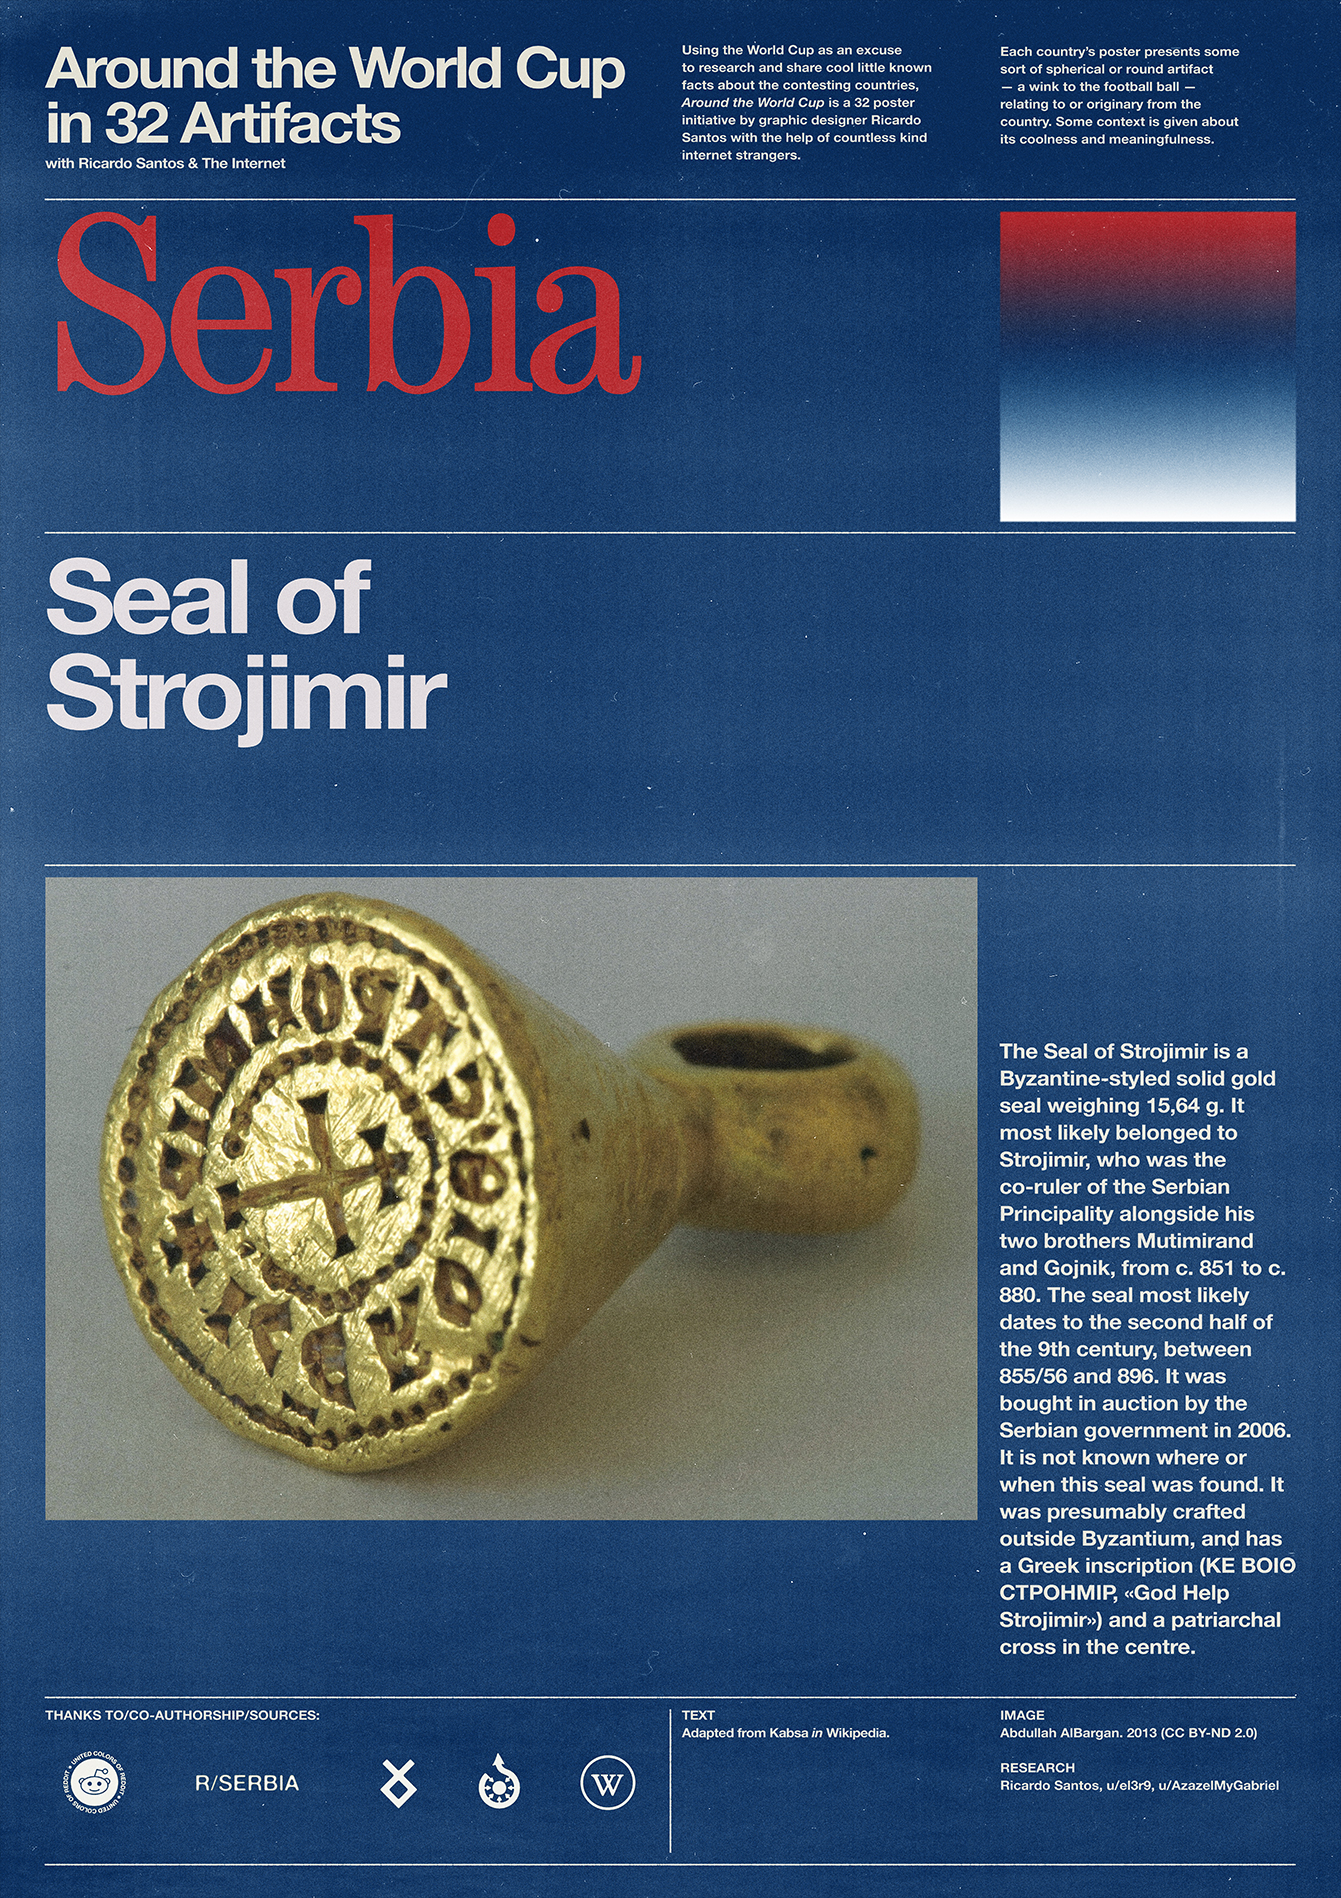 Around the World Cup
in 32 Artifacts
with Ricardo Santos & The Internet
Using the World Cup as an excuse
to research and share cool little known
facts about the contesting countries,
Around the World Cup is a 32 poster
initiative by graphic designer Ricardo
Santos with the help of countless kind
internet strangers.
Each country’s poster presents some
sort of spherical or round artifact
— a wink to the football ball —
relating to or originary from the
country. Some context is given about
its coolness and meaningfulness.
Serbia
Seal of
Strojimir
The Seal of Strojimir is a
Byzantine-styled solid gold
seal weighing 15,64 g. It
most likely belonged to
Strojimir, who was the
co-ruler of the Serbian
Principality alongside his
two brothers Mutimirand
and Gojnik, from c. 851 to c.
880. The seal most likely
dates to the second half of
the 9th century, between
855/56 and 896. It was
bought in auction by the
Serbian government in 2006.
It is not known where or
when this seal was found. It
was presumably crafted
outside Byzantium, and has
a Greek inscription (ΚΕ ΒΟΙΘ
CΤΡΟΗΜΙΡ, «God Help
Strojimir») and a patriarchal
cross in the centre.
THANKS TO/CO-AUTHORSHIP/SOURCES:
UNITED COLORS OF REDDIT • UNITED COLORS OF REDDIT •
R/SERBIA
W
TEXT
Adapted from Kabsa in Wikipedia.
IMAGE
Abdullah AlBargan. 2013 (CC BY-ND 2.0)
RESEARCH
Ricardo Santos, u/el3r9, u/AzazelMyGabriel